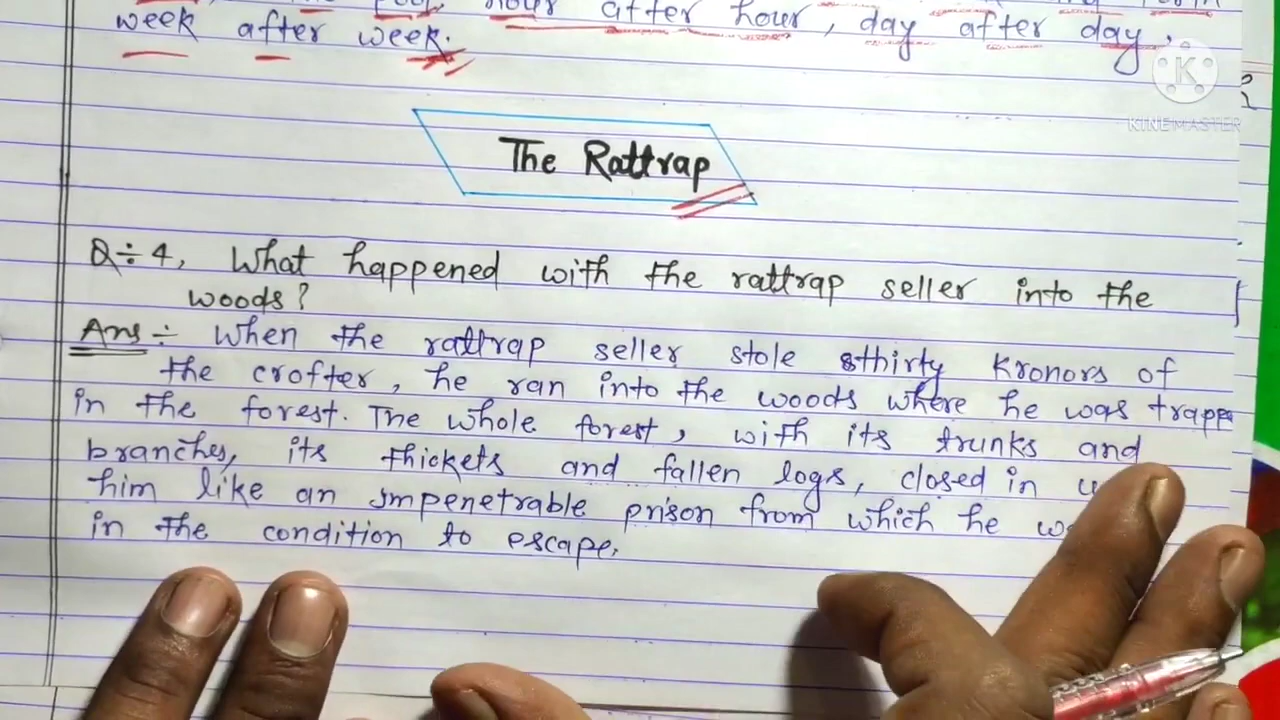 hour after hour, day after day,
week after week.
KINEMASTER
The Rattrap
Q÷4, What happened with the rattrap seller into the
woods?
Ans÷ When the rattrap seller stole thirty Kronors of
the crofter, he ran into the woods where he was
in the forest. The whole forest, with its trunks and
branches, its thickets and fallen logs, closed in
him like an impenetrable prison from which he
in the condition to escape.